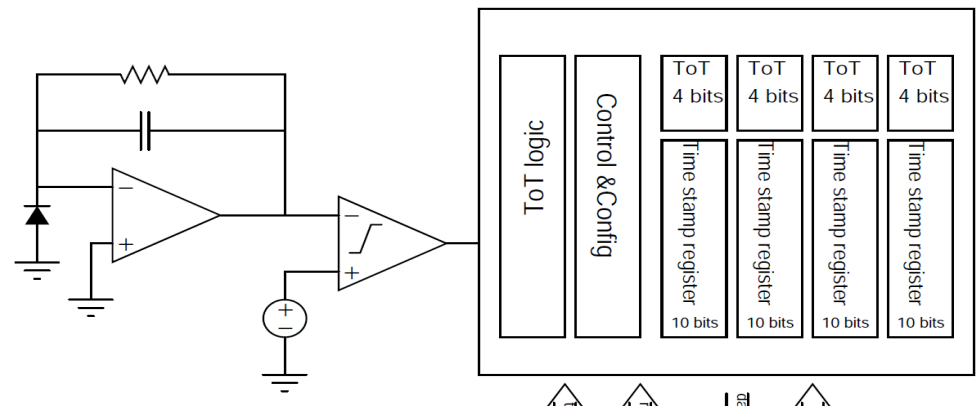 ToT logic
Control &Config
ToT
4 bits
ToT
4 bits
ToT
4 bits
ToT
4 bits
Time stamp register
10 bits
Time stamp register
10 bits
Time stamp register
10 bits
Time stamp register
10 bits
−
+
−
+
+
−